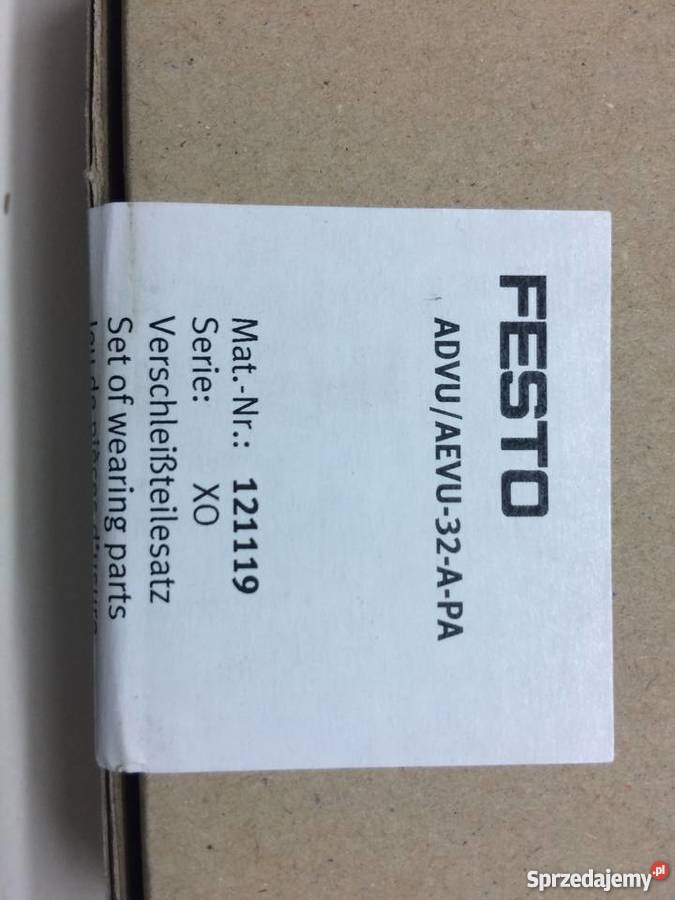 FESTO
ADVU/AEVU-32-A-PA
Mat.-Nr.: 121119
Serie: XO
Verschleißteilesatz
Set of wearing parts
Sprzedajemy.pl